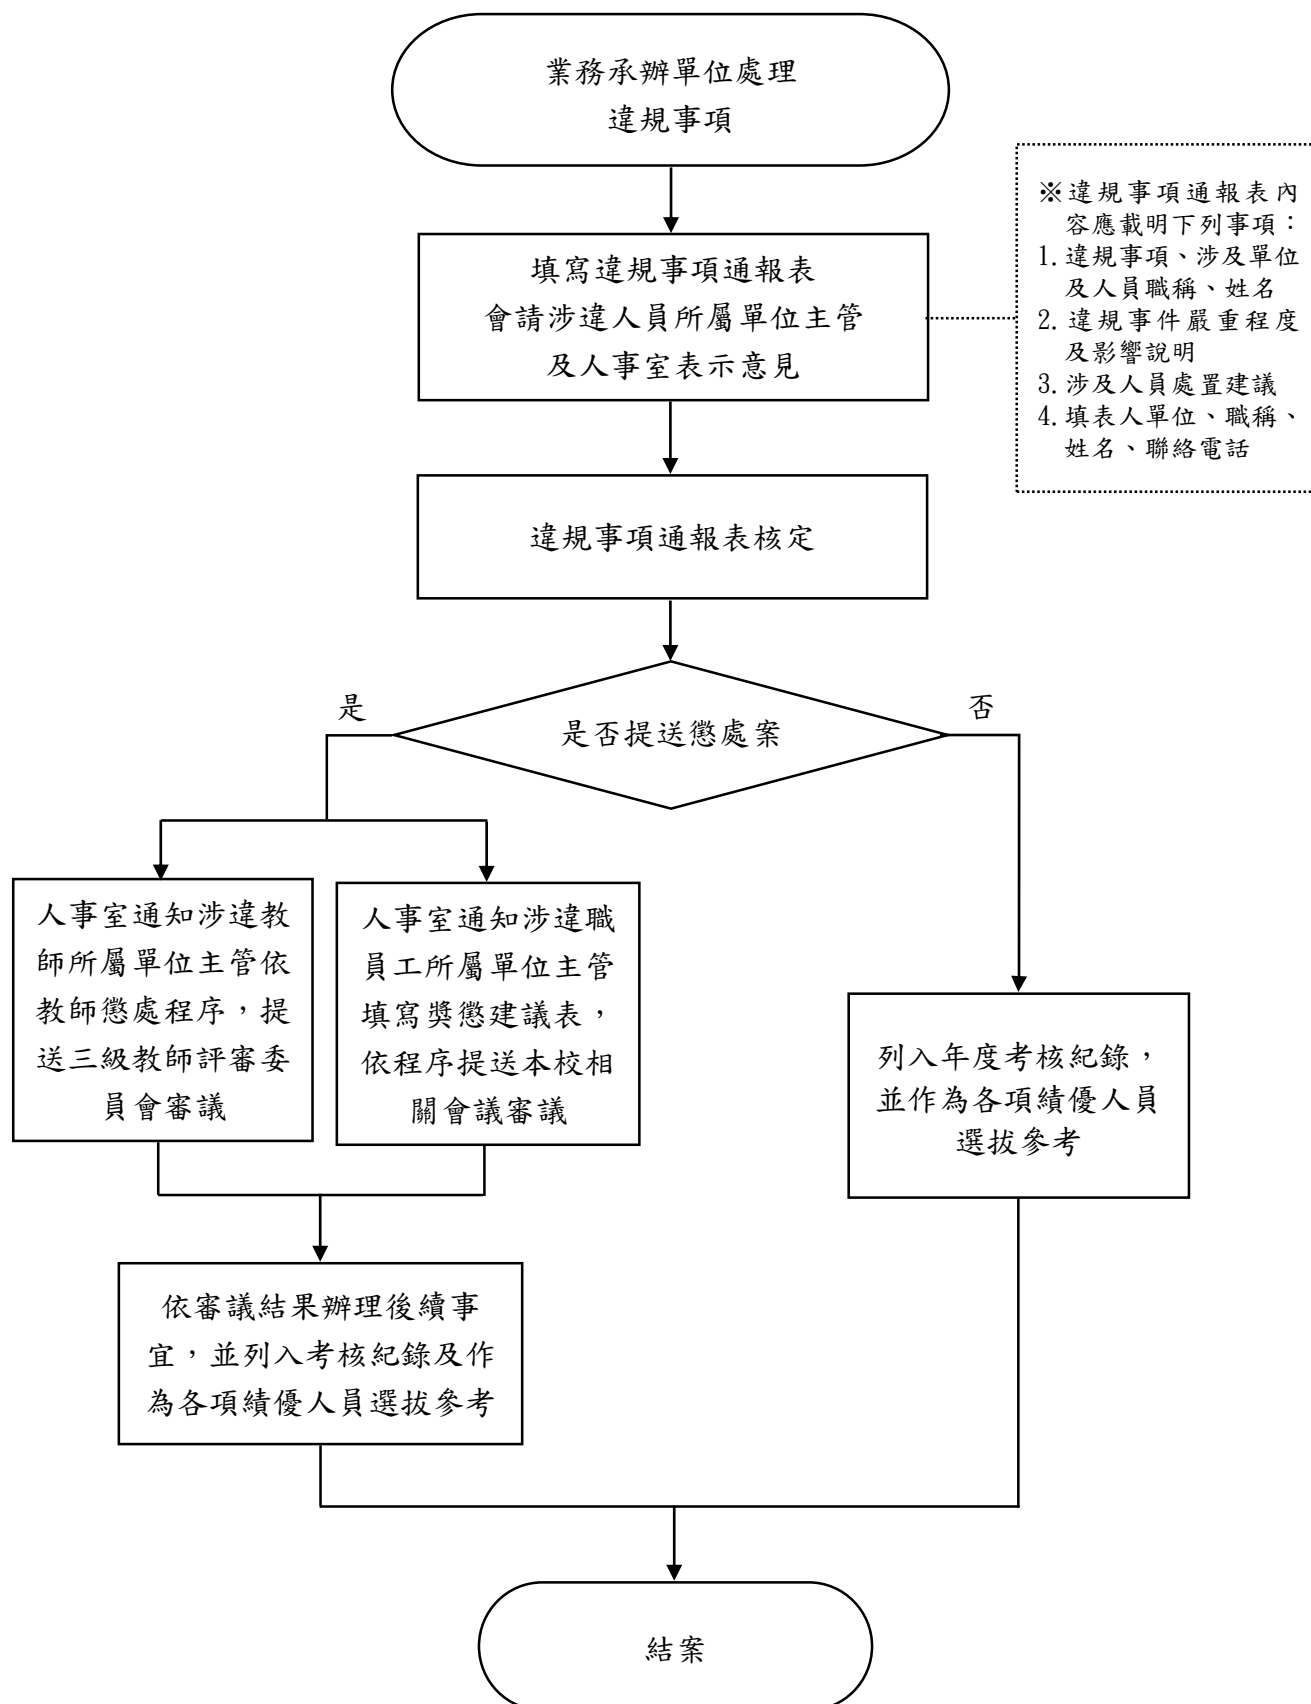 業務承辦單位處理
違規事項
※違規事項通報表內
容應載明下列事項：
1.違規事項、涉及單位
及人員職稱、姓名
2.違規事件嚴重程度
及影響說明
3.涉及人員處置建議
4.填表人單位、職稱、
姓名、聯絡電話
填寫違規事項通報表
會請涉違人員所屬單位主管
及人事室表示意見
違規事項通報表核定
是否提送懲處案
是
否
人事室通知涉違教
師所屬單位主管依
教師懲處程序，提
送三級教師評審委
員會審議
人事室通知涉違職
員工所屬單位主管
填寫獎懲建議表，
依程序提送本校相
關會議審議
列入年度考核紀錄，
並作為各項績優人員
選拔參考
依審議結果辦理後續事
宜，並列入考核紀錄及作
為各項績優人員選拔參考
結案